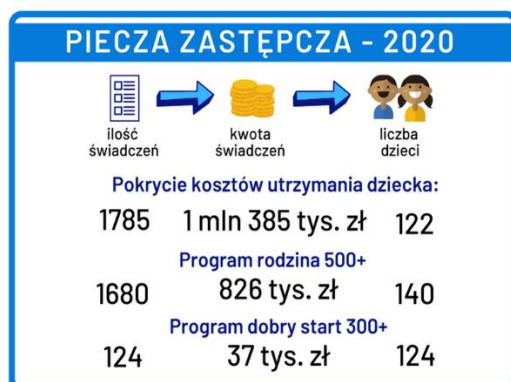 PIECZA ZASTĘPCZA - 2020
ilość świadczeń
kwota świadczeń
liczba dzieci
Pokrycie kosztów utrzymania dziecka:
1785 1 mln 385 tys. zł 122
Program rodzina 500+
1680 826 tys. zł 140
Program dobry start 300+
124 37 tys. zł 124